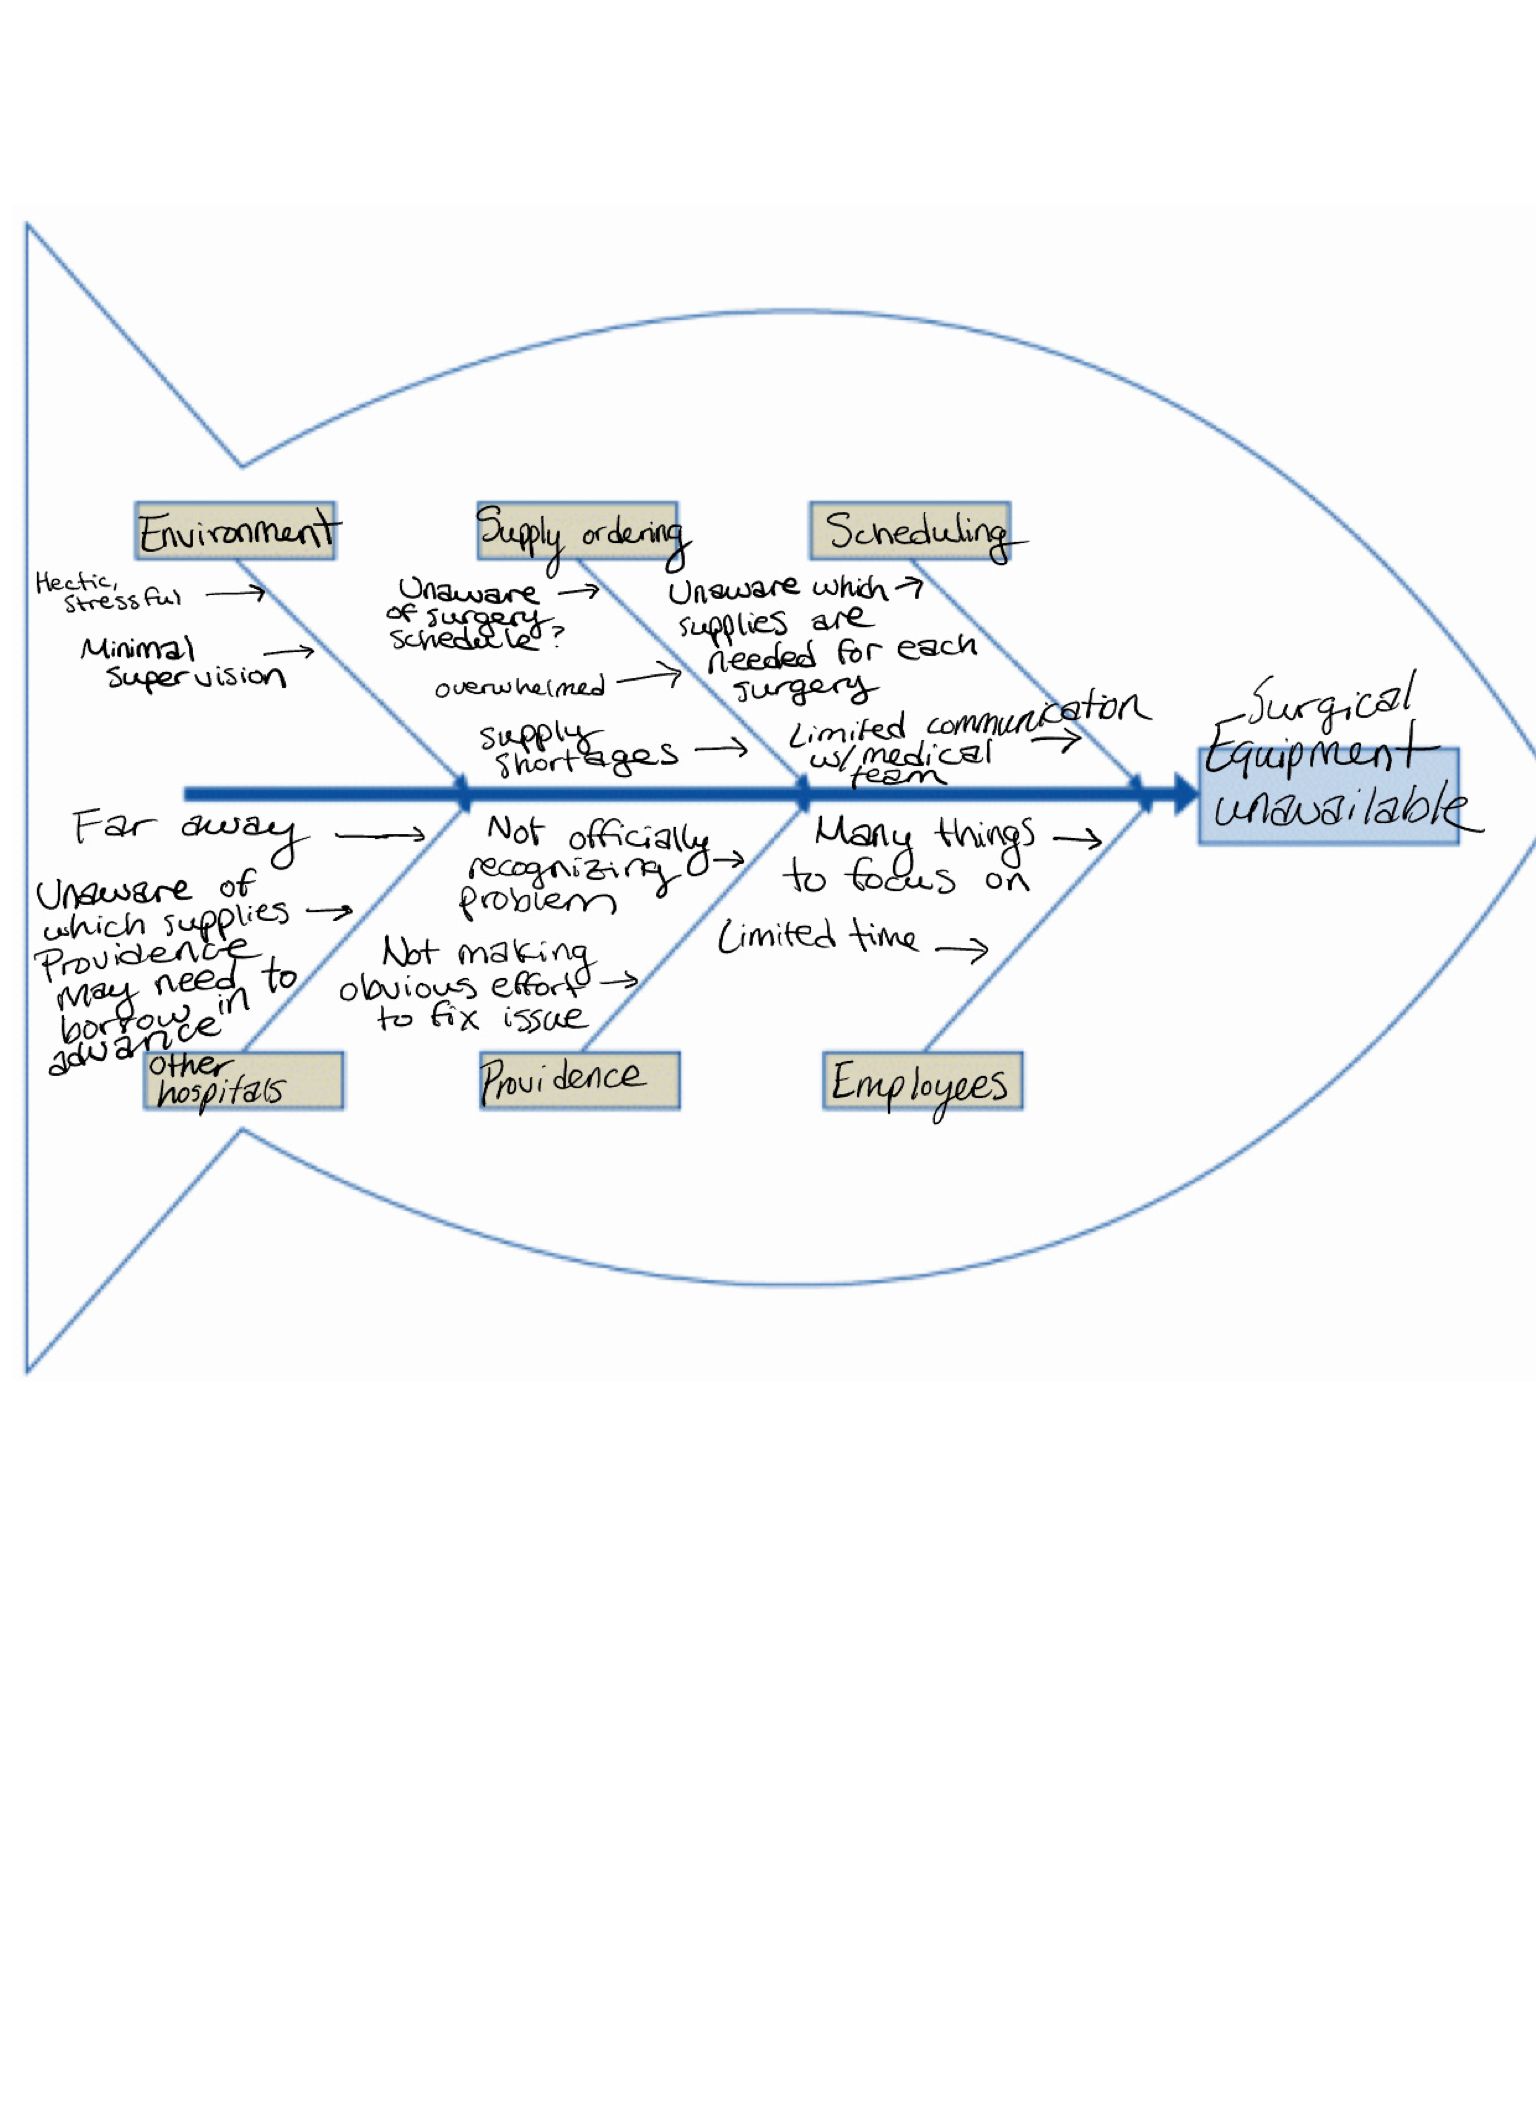 Environment
Supply ordering
Scheduling
Hectic,
stressful
Minimal
supervision
Unaware
of surgery
schedule?
overwhelmed
supply
shortages
Unaware which
supplies are
needed for each
surgery
Limited communication
w/medical
team
Surgical
Equipment
unavailable
Far away
Unaware of
which supplies
Providence
may need to
borrow in
advance
Not officially
recognizing
problem
Not making
obvious effort
to fix issue
Many things
to focus on
Limited time
other
hospitals
Providence
Employees